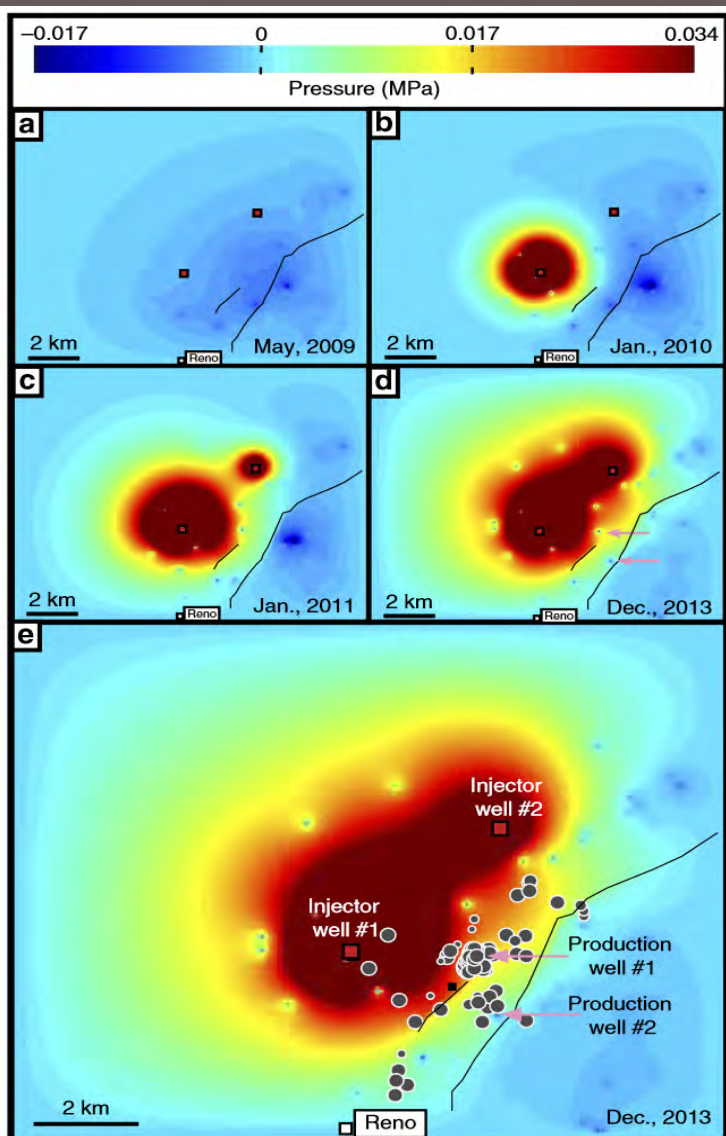 −0.017 0 0.017 0.034
Pressure (MPa)
a
2 km
Reno
May, 2009
b
2 km
Reno
Jan., 2010
c
2 km
Reno
Jan., 2011
d
2 km
Reno
Dec., 2013
e
Injector
well #2
Injector
well #1
Production
well #1
Production
well #2
2 km
Reno
Dec., 2013